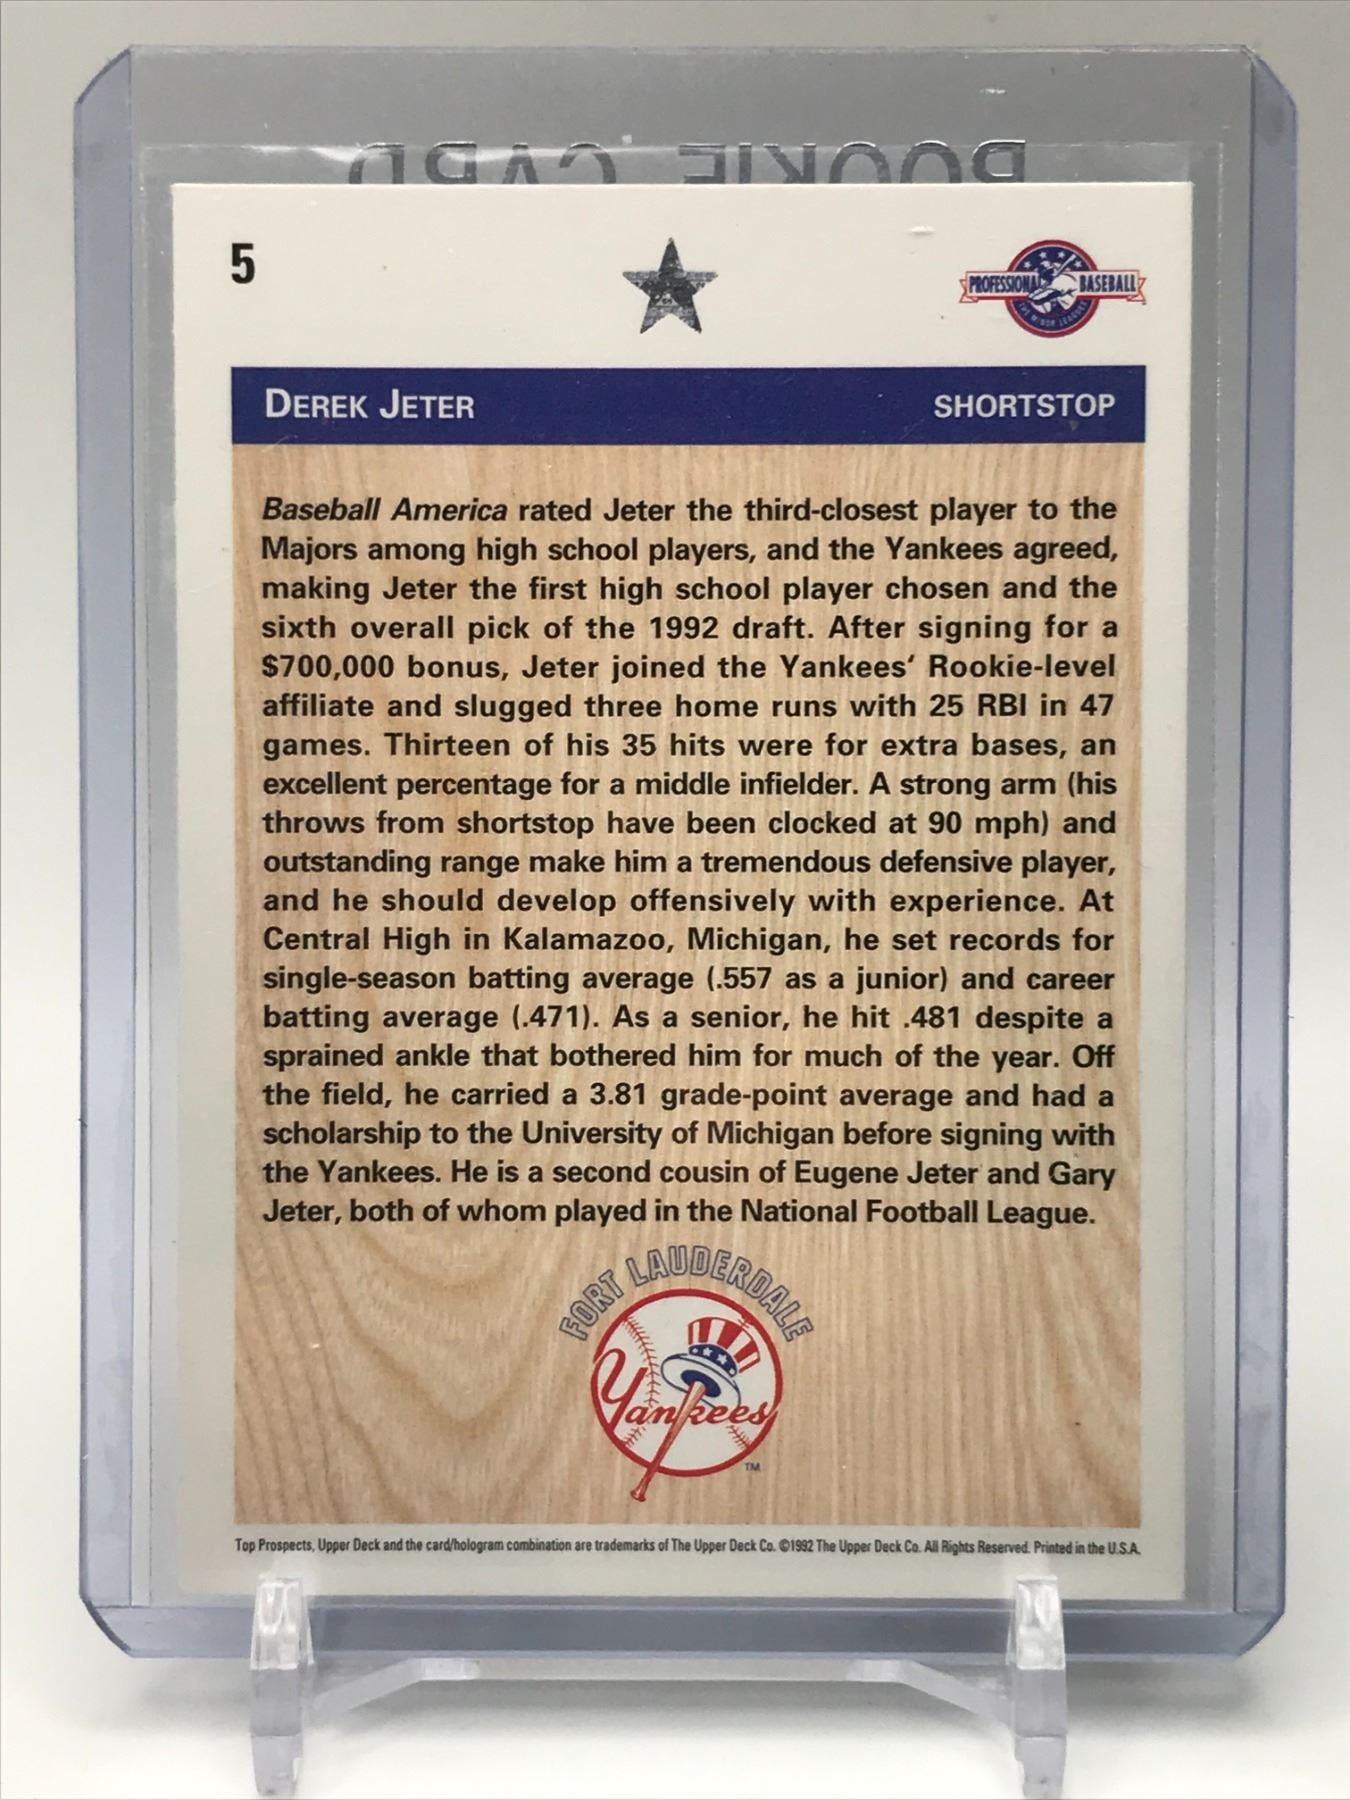 ROOKIE CARD
5
PROFESSIONAL BASEBALL
THE MINOR LEAGUES
DEREK JETER
SHORTSTOP
Baseball America rated Jeter the third-closest player to the
Majors among high school players, and the Yankees agreed,
making Jeter the first high school player chosen and the
sixth overall pick of the 1992 draft. After signing for a
$700,000 bonus, Jeter joined the Yankees' Rookie-level
affiliate and slugged three home runs with 25 RBI in 47
games. Thirteen of his 35 hits were for extra bases, an
excellent percentage for a middle infielder. A strong arm (his
throws from shortstop have been clocked at 90 mph) and
outstanding range make him a tremendous defensive player,
and he should develop offensively with experience. At
Central High in Kalamazoo, Michigan, he set records for
single-season batting average (.557 as a junior) and career
batting average (.471). As a senior, he hit .481 despite a
sprained ankle that bothered him for much of the year. Off
the field, he carried a 3.81 grade-point average and had a
scholarship to the University of Michigan before signing with
the Yankees. He is a second cousin of Eugene Jeter and Gary
Jeter, both of whom played in the National Football League.
FORT LAUDERDALE
Yankees
TM
Top Prospects, Upper Deck and the card/hologram combination are trademarks of The Upper Deck Co. ©1992 The Upper Deck Co. All Rights Reserved. Printed in the U.S.A.